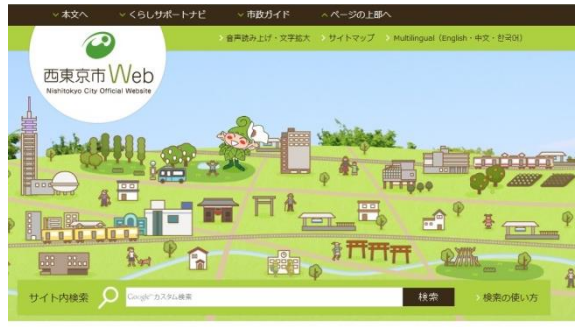 本文へ
くらしサポートナビ
市政ガイド
ページの上部へ
音声読み上げ・文字拡大
サイトマップ
Multilingual (English・中文・한국어)
西東京市Web
Nishitokyo City Official Website
サイト内検索
Google™ カスタム検索
検索
検索の使い方